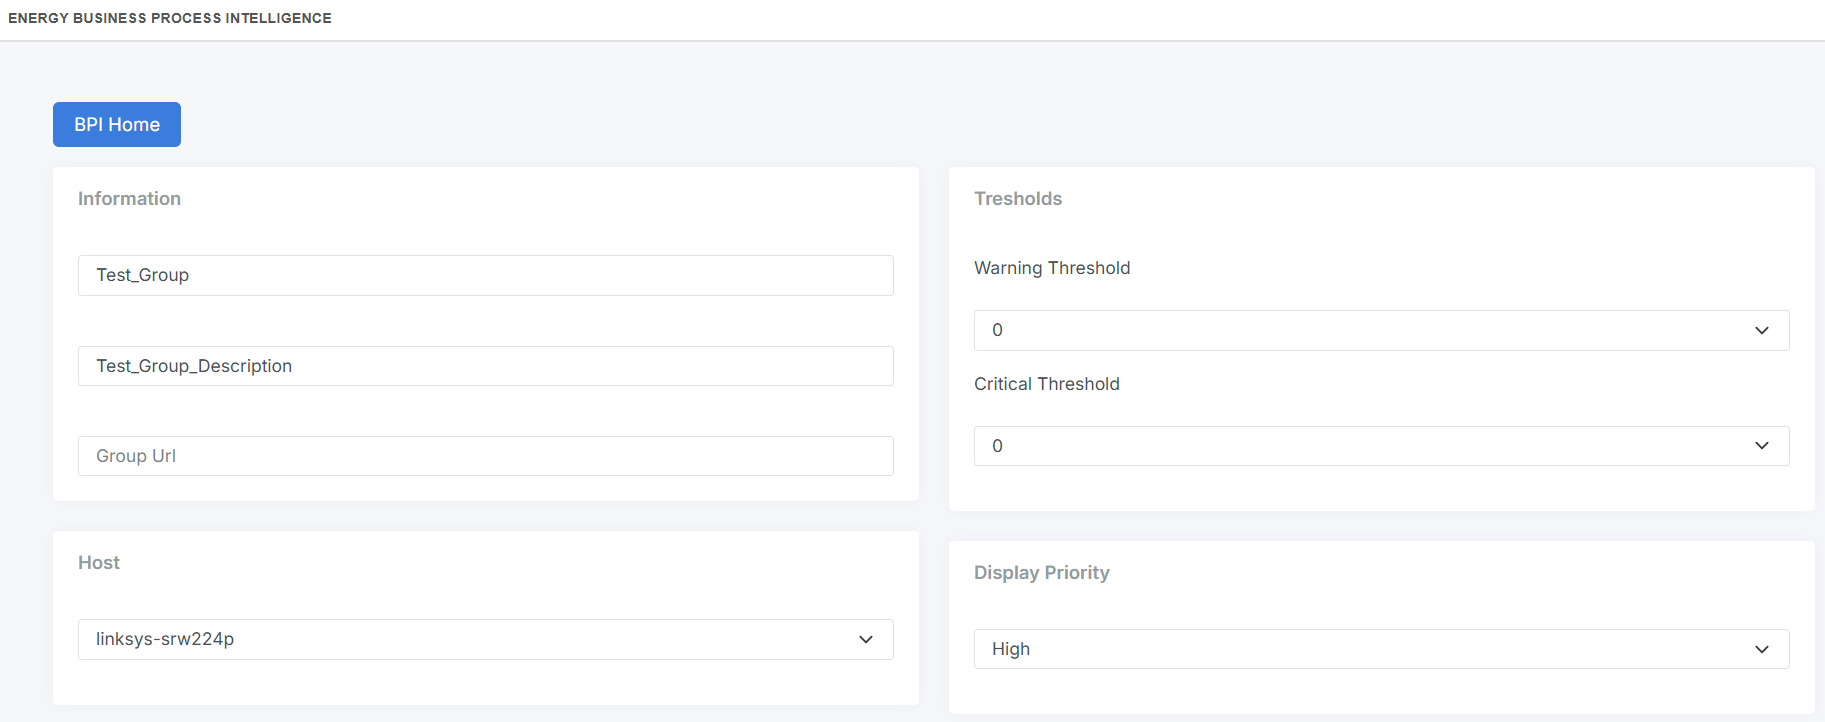 ENERGY BUSINESS PROCESS INTELLIGENCE
BPI Home
Information
Test_Group
Test_Group_Description
Group Url
Host
linksys-srw224p
Tresholds
Warning Threshold
0
Critical Threshold
0
Display Priority
High